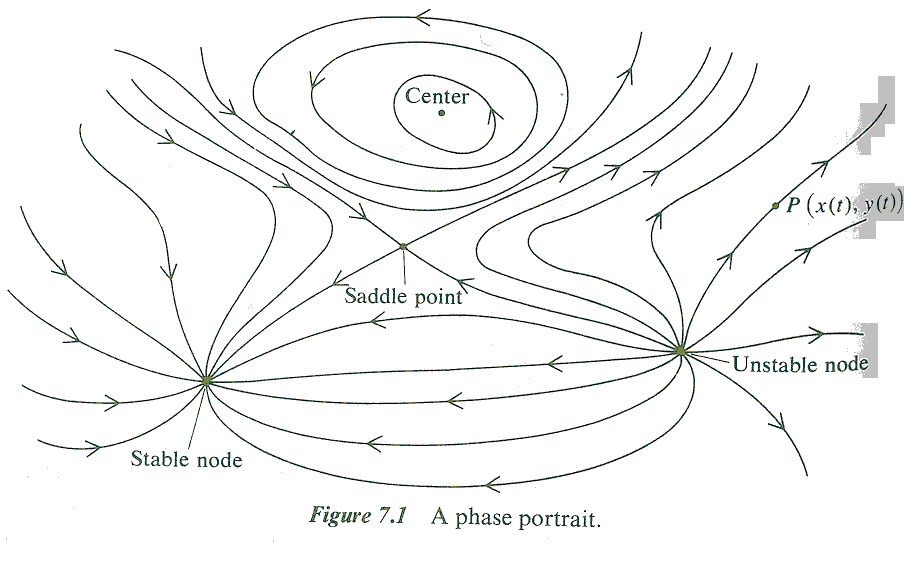 Center
P (x(t), y(t))
Saddle point
Unstable node
Stable node
Figure 7.1 A phase portrait.